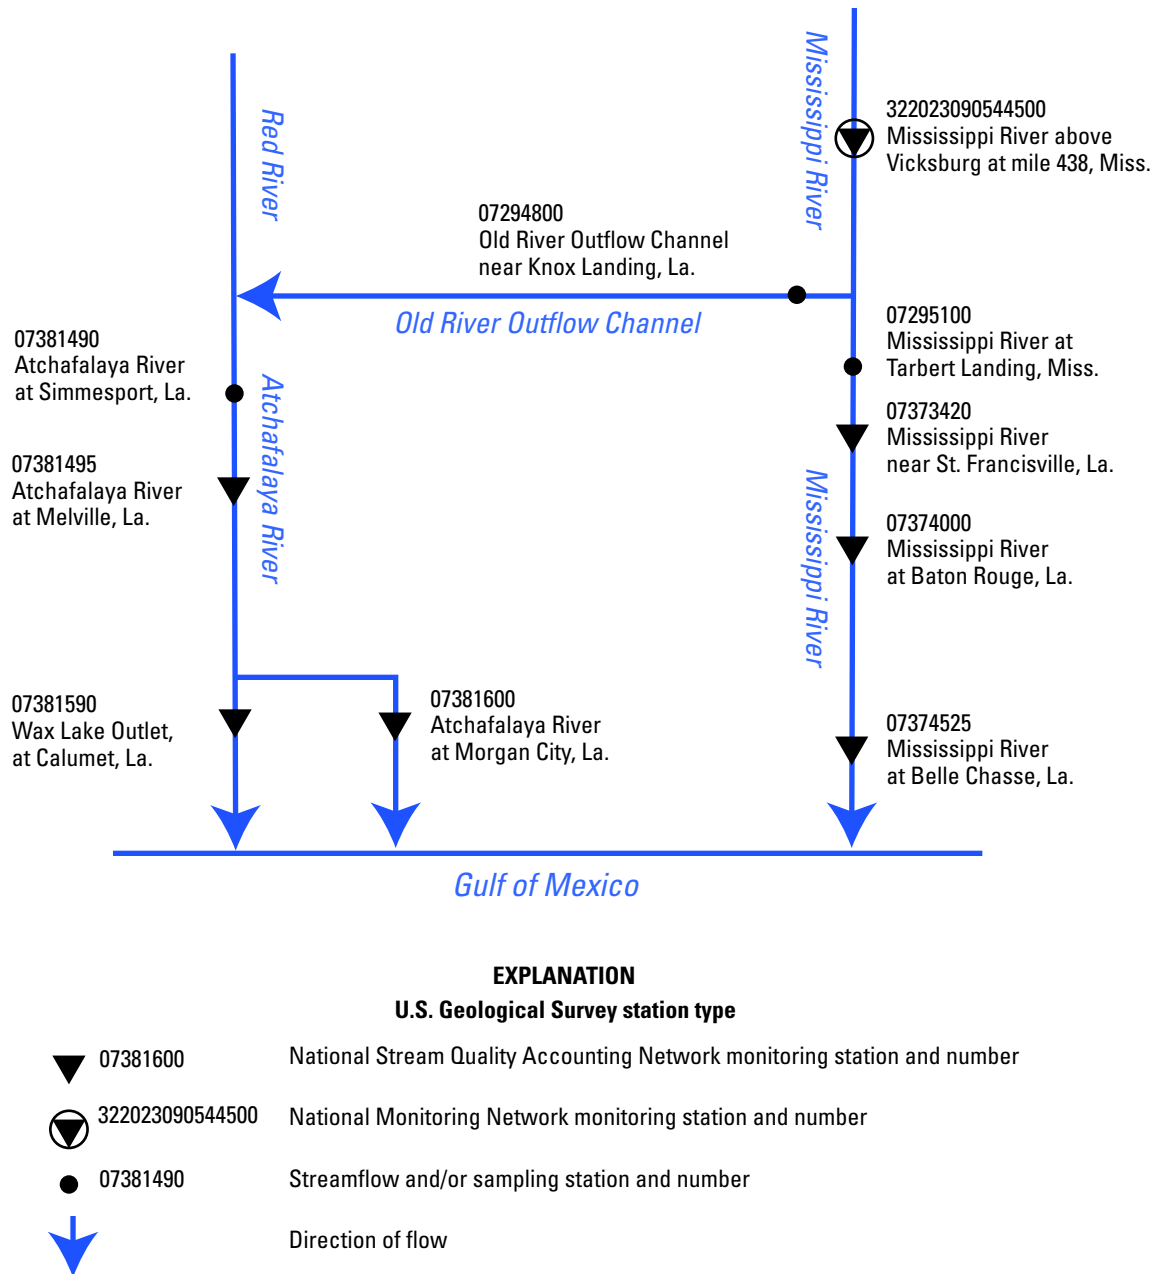 Mississippi River
Red River
322023090544500
Mississippi River above
Vicksburg at mile 438, Miss.
07294800
Old River Outflow Channel
near Knox Landing, La.
Old River Outflow Channel
07295100
Mississippi River at
Tarbert Landing, Miss.
07381490
Atchafalaya River
at Simmesport, La.
Atchafalaya River
07373420
Mississippi River
near St. Francisville, La.
07381495
Atchafalaya River
at Melville, La.
Mississippi River
07374000
Mississippi River
at Baton Rouge, La.
07381590
Wax Lake Outlet,
at Calumet, La.
07381600
Atchafalaya River
at Morgan City, La.
07374525
Mississippi River
at Belle Chasse, La.
Gulf of Mexico
EXPLANATION
U.S. Geological Survey station type
07381600 National Stream Quality Accounting Network monitoring station and number
322023090544500 National Monitoring Network monitoring station and number
07381490 Streamflow and/or sampling station and number
Direction of flow